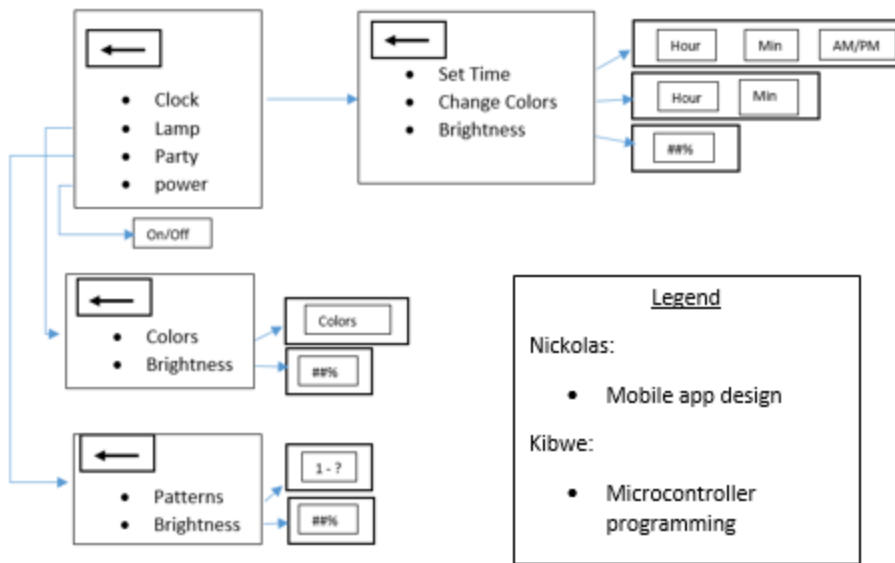 Clock
Lamp
Party
power
On/Off
Set Time
Change Colors
Brightness
Hour Min AM/PM
Hour Min
##%
Colors
Brightness
Colors
##%
Patterns
Brightness
1 - ?
##%
Legend
Nickolas:
Mobile app design
Kibwe:
Microcontroller
programming